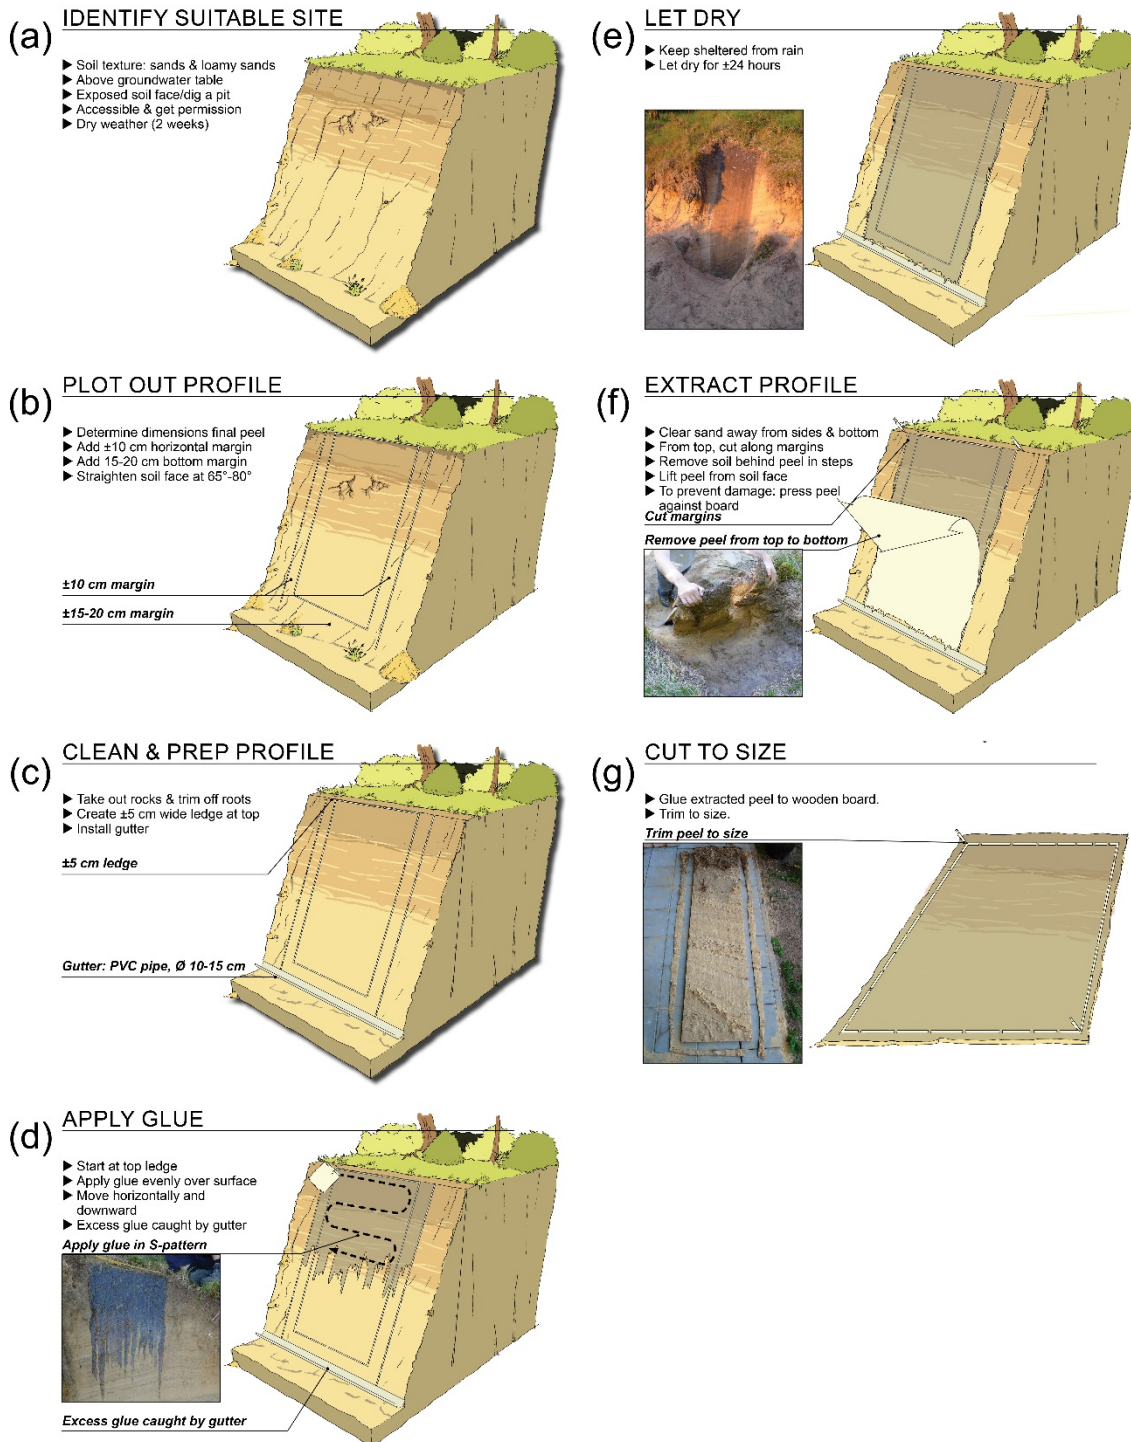 (a)
IDENTIFY SUITABLE SITE
▶ Soil texture: sands & loamy sands
▶ Above groundwater table
▶ Exposed soil face/dig a pit
▶ Accessible & get permission
▶ Dry weather (2 weeks)
(b)
PLOT OUT PROFILE
▶ Determine dimensions final peel
▶ Add ±10 cm horizontal margin
▶ Add 15-20 cm bottom margin
▶ Straighten soil face at 65°-80°
±10 cm margin
±15-20 cm margin
(c)
CLEAN & PREP PROFILE
▶ Take out rocks & trim off roots
▶ Create ±5 cm wide ledge at top
▶ Install gutter
±5 cm ledge
Gutter: PVC pipe, Ø 10-15 cm
(d)
APPLY GLUE
▶ Start at top ledge
▶ Apply glue evenly over surface
▶ Move horizontally and
downward
▶ Excess glue caught by gutter
Apply glue in S-pattern
Excess glue caught by gutter
(e)
LET DRY
▶ Keep sheltered from rain
▶ Let dry for ±24 hours
(f)
EXTRACT PROFILE
▶ Clear sand away from sides & bottom
▶ From top, cut along margins
▶ Remove soil behind peel in steps
▶ Lift peel from soil face
▶ To prevent damage: press peel
against board
Cut margins
Remove peel from top to bottom
(g)
CUT TO SIZE
▶ Glue extracted peel to wooden board.
▶ Trim to size.
Trim peel to size